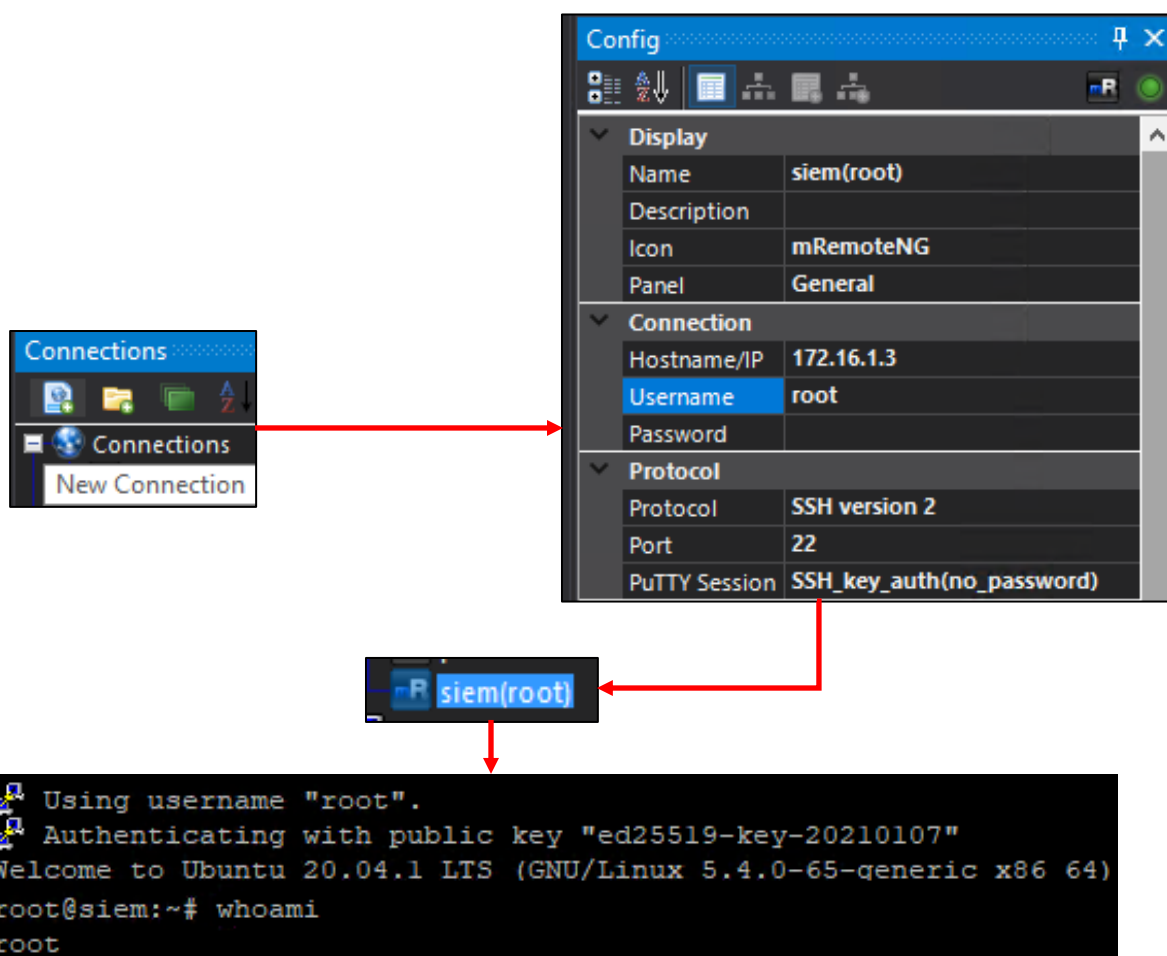 Config
Display
Name siem(root)
Description
Icon mRemoteNG
Panel General
Connection
Hostname/IP 172.16.1.3
Username root
Password
Protocol
Protocol SSH version 2
Port 22
PuTTY Session SSH_key_auth(no_password)
Connections
Connections
New Connection
siem(root)
Using username "root".
Authenticating with public key "ed25519-key-20210107"
Welcome to Ubuntu 20.04.1 LTS (GNU/Linux 5.4.0-65-generic x86 64)
root@siem:~# whoami
root